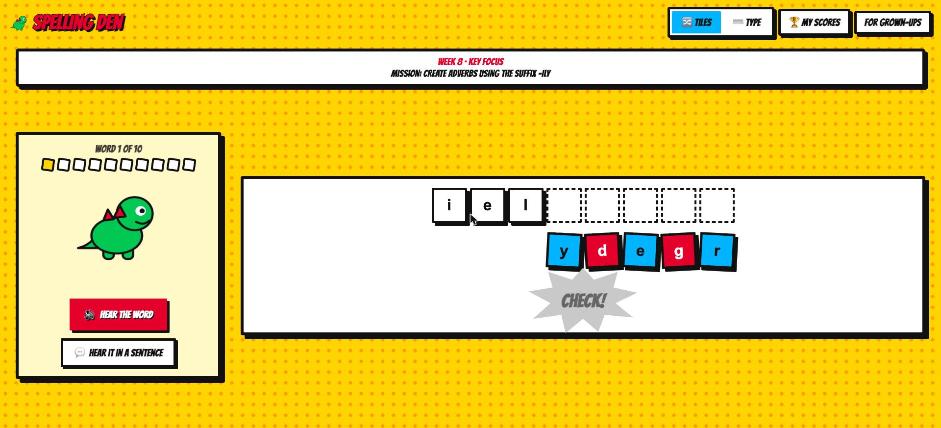 SPELLING DEN
TILES
TYPE
MY SCORES
FOR GROWN-UPS
WEEK 8 · KEY FOCUS
MISSION: CREATE ADVERBS USING THE SUFFIX -ILY
WORD 1 OF 10
HEAR THE WORD
HEAR IT IN A SENTENCE
i e l
y d e g r
CHECK!